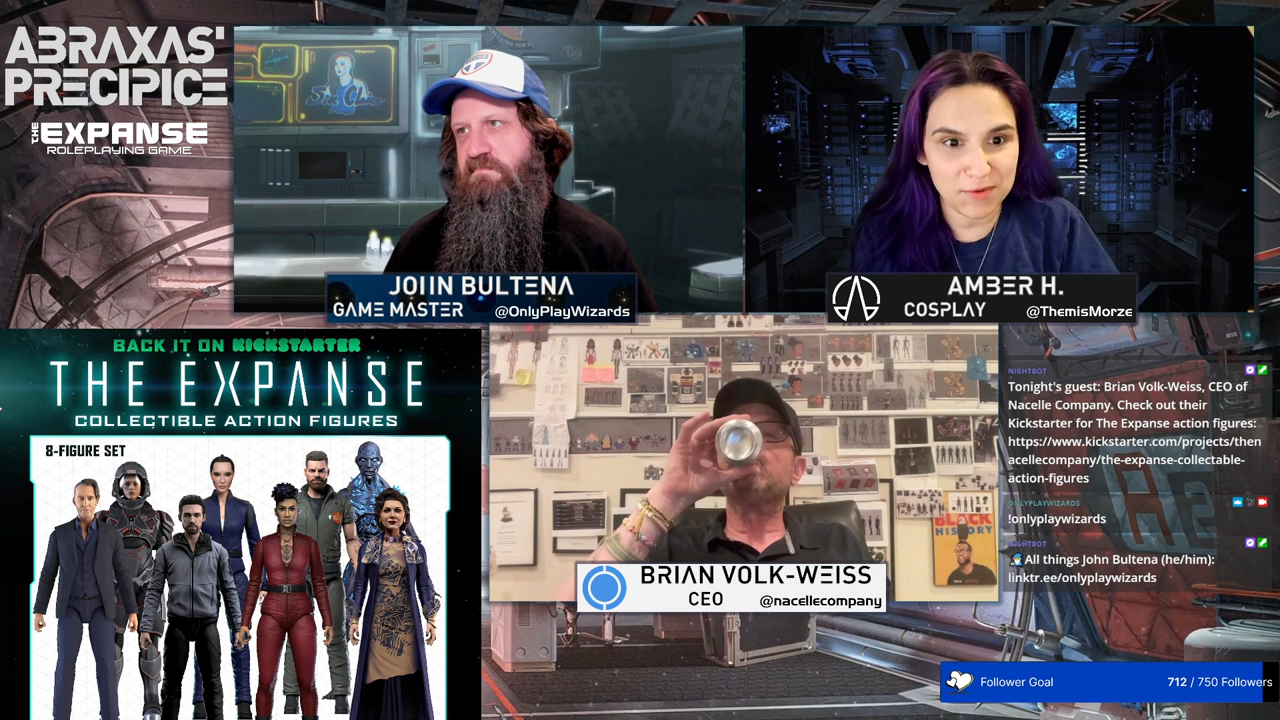 ABRAXAS'
PRECIPICE
THE EXPANSE
ROLEPLAYING GAME
JOHN BULTENA
GAME MASTER @OnlyPlayWizards
AMBER H.
COSPLAY @ThemisMorze
BACK IT ON KICKSTARTER
THE EXPANSE
COLLECTIBLE ACTION FIGURES
8-FIGURE SET
BLACK
HISTORY
BRIAN VOLK-WEISS
CEO @nacellecompany
NIGHTBOT
Tonight's guest: Brian Volk-Weiss, CEO of
Nacelle Company. Check out their
Kickstarter for The Expanse action figures:
https://www.kickstarter.com/projects/then
acellecompany/the-expanse-collectable-
action-figures
ONLYPLAYWIZARDS
!onlyplaywizards
NIGHTBOT
All things John Bultena (he/him):
linktr.ee/onlyplaywizards
Follower Goal 712 / 750 Followers